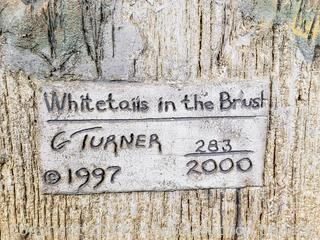 Whitetails in the Brush
G TURNER 283
©1997 2000